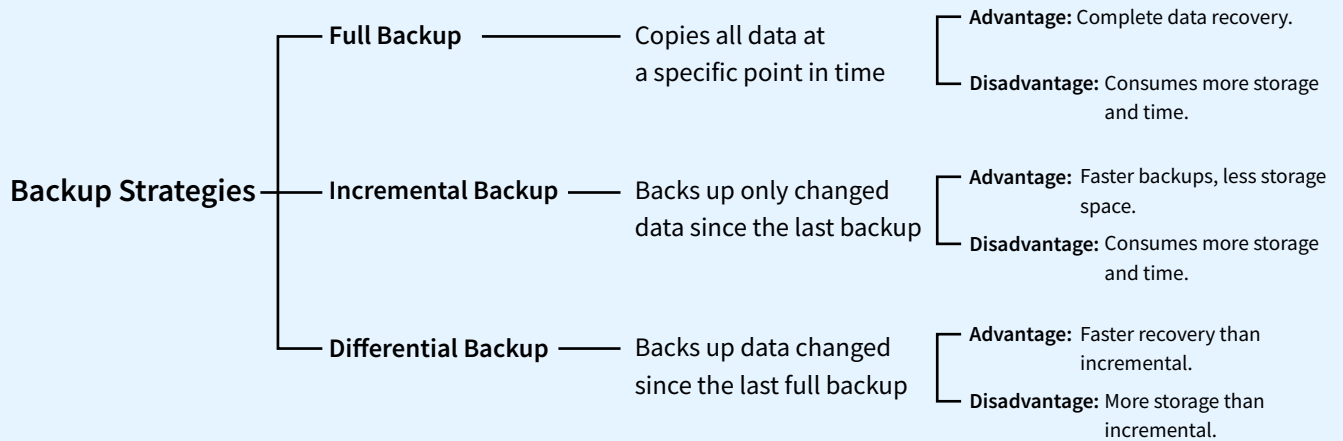 Backup Strategies
Full Backup
Copies all data at
a specific point in time
Advantage: Complete data recovery.
Disadvantage: Consumes more storage
and time.
Incremental Backup
Backs up only changed
data since the last backup
Advantage: Faster backups, less storage
space.
Disadvantage: Consumes more storage
and time.
Differential Backup
Backs up data changed
since the last full backup
Advantage: Faster recovery than
incremental.
Disadvantage: More storage than
incremental.